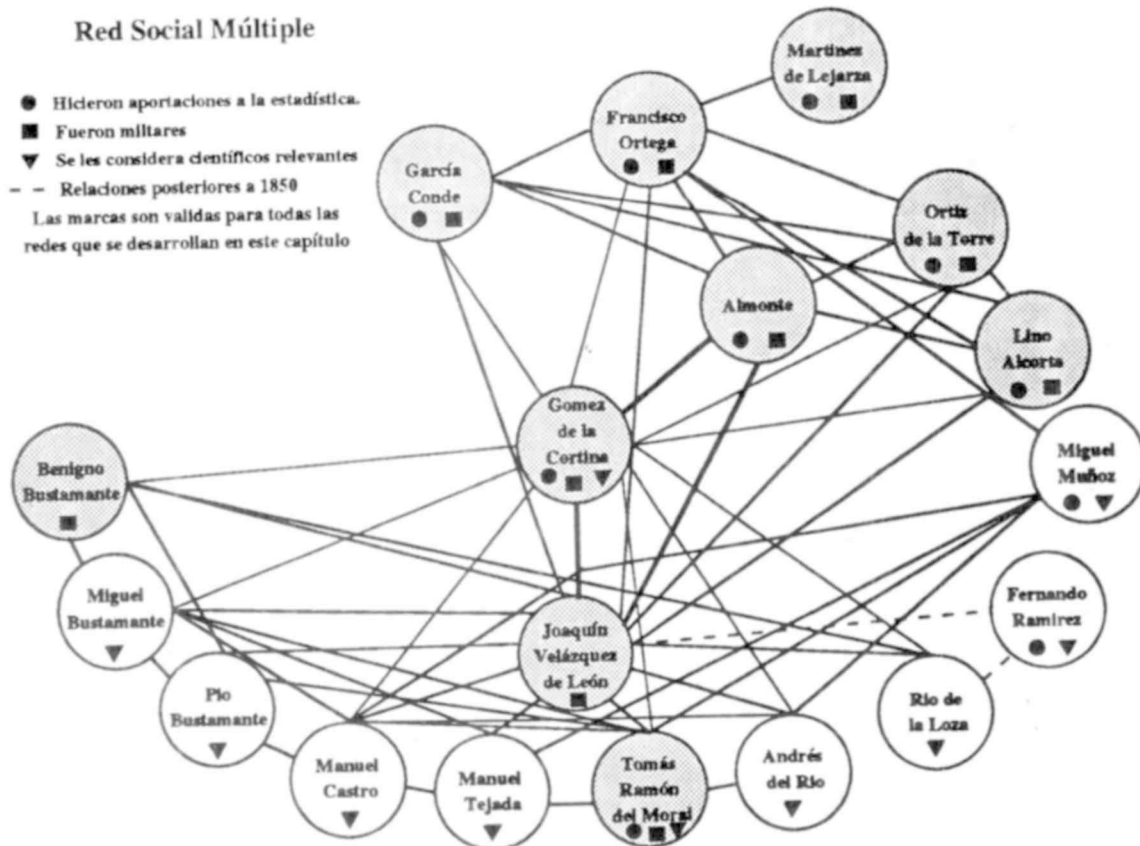 Red Social Múltiple
Hicieron aportaciones a la estadística.
Fueron militares
Se les considera científicos relevantes
Relaciones posteriores a 1850
Las marcas son validas para todas las
redes que se desarrollan en este capítulo
Martinez
de Lejarza
Francisco
Ortega
García
Conde
Ortiz
de la Torre
Almonte
Lino
Alcorta
Gomez
de la
Cortina
Miguel
Muñoz
Benigno
Bustamante
Miguel
Bustamante
Fernando
Ramirez
Joaquín
Velázquez
de León
Pío
Bustamante
Rio de
la Loza
Manuel
Castro
Manuel
Tejada
Tomás
Ramón
del Moral
Andrés
del Rio